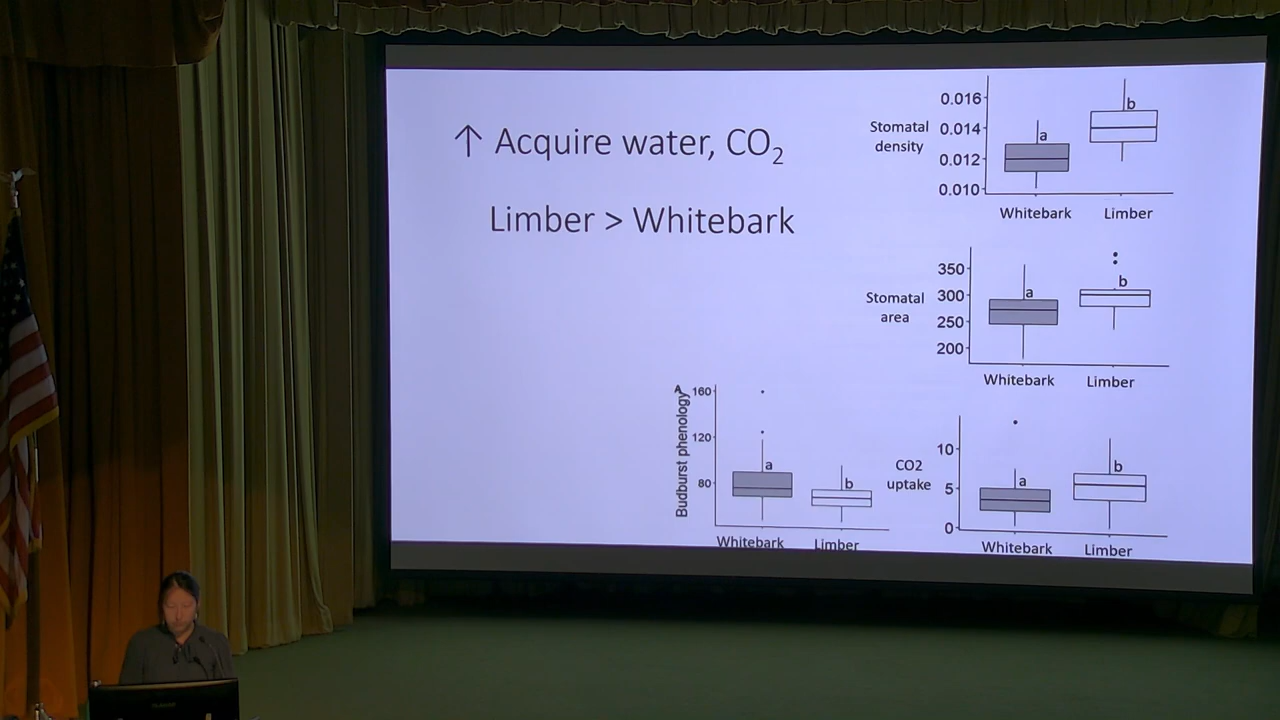 ↑ Acquire water, CO₂
Limber > Whitebark
Stomatal
density
0.016
0.014
0.012
0.010
a
b
Whitebark Limber
Stomatal
area
350
300
250
200
a
b
Whitebark Limber
Budburst phenology
160
120
80
a
b
Whitebark Limber
CO2
uptake
10
5
0
a
b
Whitebark Limber